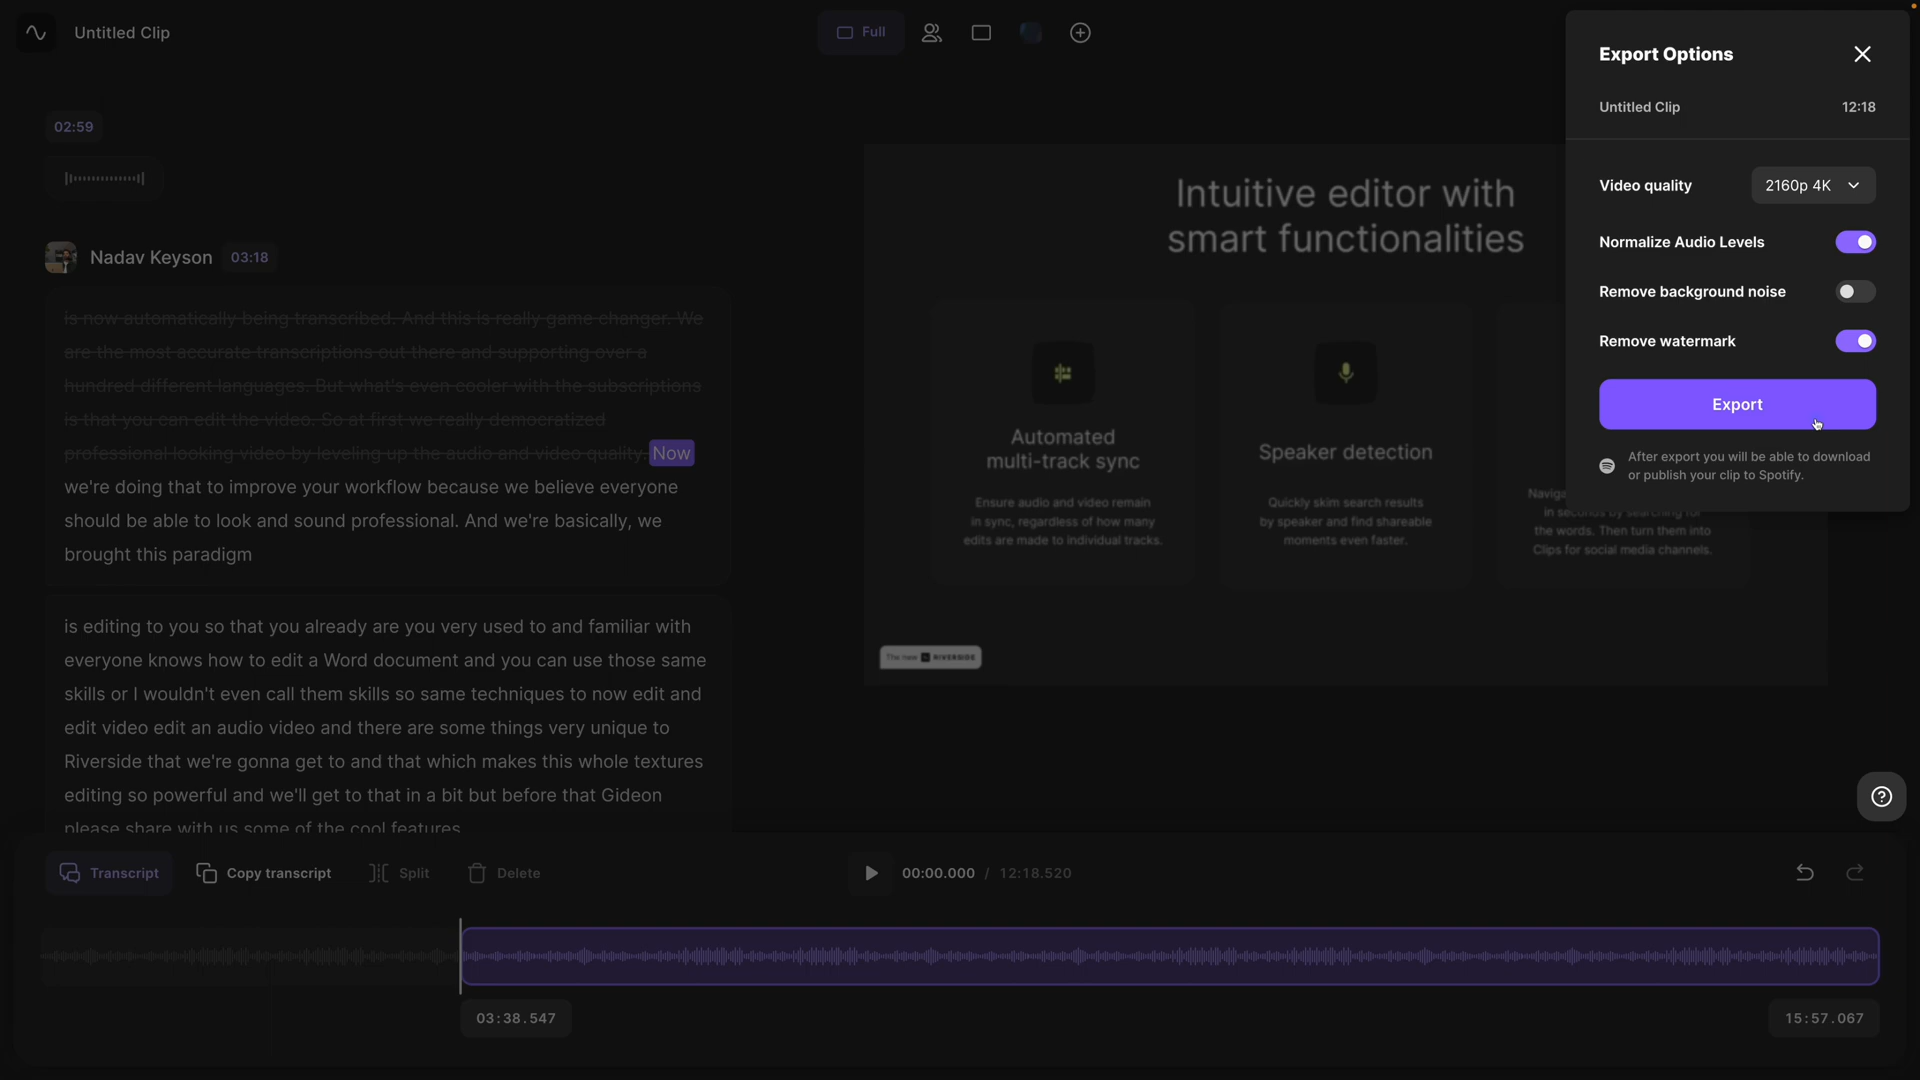 Untitled Clip
Full
02:59
Nadav Keyson 03:18
is now automatically being transcribed. And this is really game changer. We
are the most accurate transcriptions out there and supporting over a
hundred different languages. But what's even cooler with the subscriptions
is that you can edit the video. So at first we really democratized
professional looking video by leveling up the audio and video quality. Now
we're doing that to improve your workflow because we believe everyone
should be able to look and sound professional. And we're basically, we
brought this paradigm
is editing to you so that you already are you very used to and familiar with
everyone knows how to edit a Word document and you can use those same
skills or I wouldn't even call them skills so same techniques to now edit and
edit video edit an audio video and there are some things very unique to
Riverside that we're gonna get to and that which makes this whole textures
editing so powerful and we'll get to that in a bit but before that Gideon
please share with us some of the cool features
Intuitive editor with
smart functionalities
Automated
multi-track sync
Ensure audio and video remain
in sync, regardless of how many
edits are made to individual tracks.
Speaker detection
Quickly skim search results
by speaker and find shareable
moments even faster.
in seconds by searching for
the words. Then turn them into
Clips for social media channels.
The new RIVERSIDE
Export Options
Untitled Clip 12:18
Video quality 2160p 4K
Normalize Audio Levels
Remove background noise
Remove watermark
Export
After export you will be able to download
or publish your clip to Spotify.
Transcript Copy transcript Split Delete
00:00.000 / 12:18.520
03:38.547
15:57.067